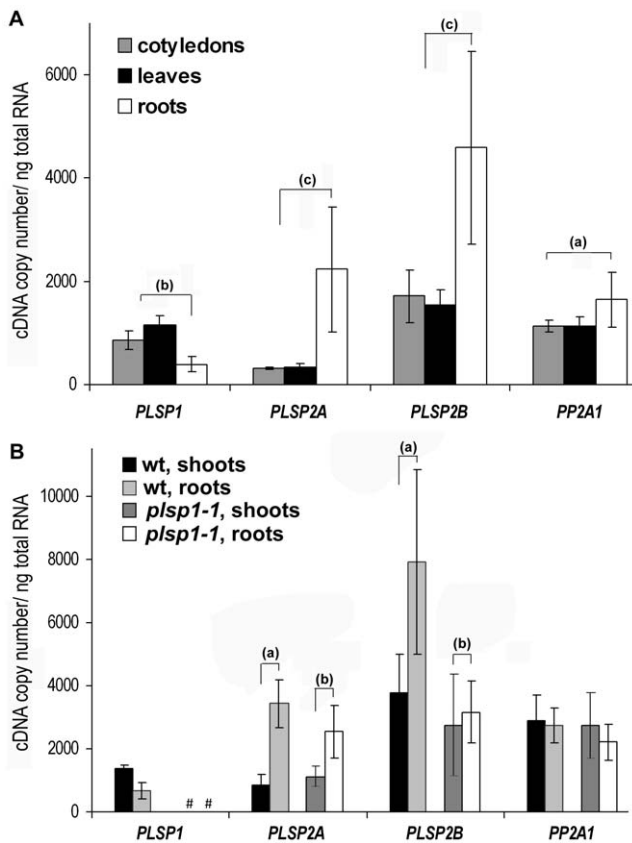 A
cotyledons
leaves
roots
cDNA copy number/ ng total RNA
6000
4000
2000
0
(b)
(c)
(c)
(a)
PLSP1 PLSP2A PLSP2B PP2A1
B
wt, shoots
wt, roots
plsp1-1, shoots
plsp1-1, roots
cDNA copy number/ ng total RNA
10000
8000
6000
4000
2000
0
# #
(a)
(b)
(a)
(b)
PLSP1 PLSP2A PLSP2B PP2A1